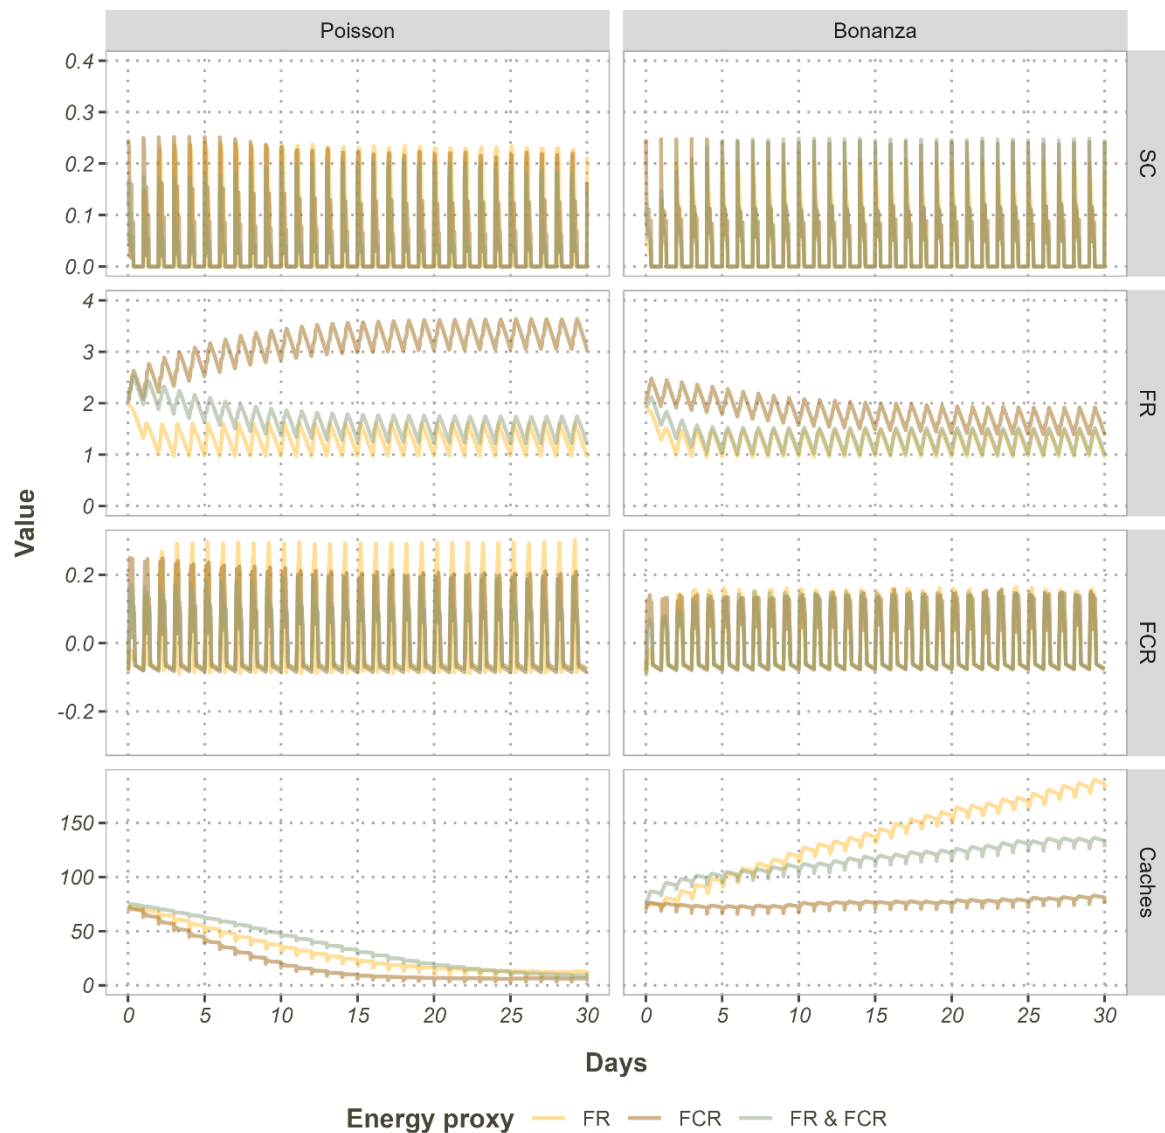 Poisson Bonanza
0.4
0.3
0.2
0.1
0.0
SC
4
3
2
1
0
FR
Value
0.2
0.0
-0.2
FCR
150
100
50
0
Caches
0 5 10 15 20 25 30 0 5 10 15 20 25 30
Days
Energy proxy FR FCR FR & FCR